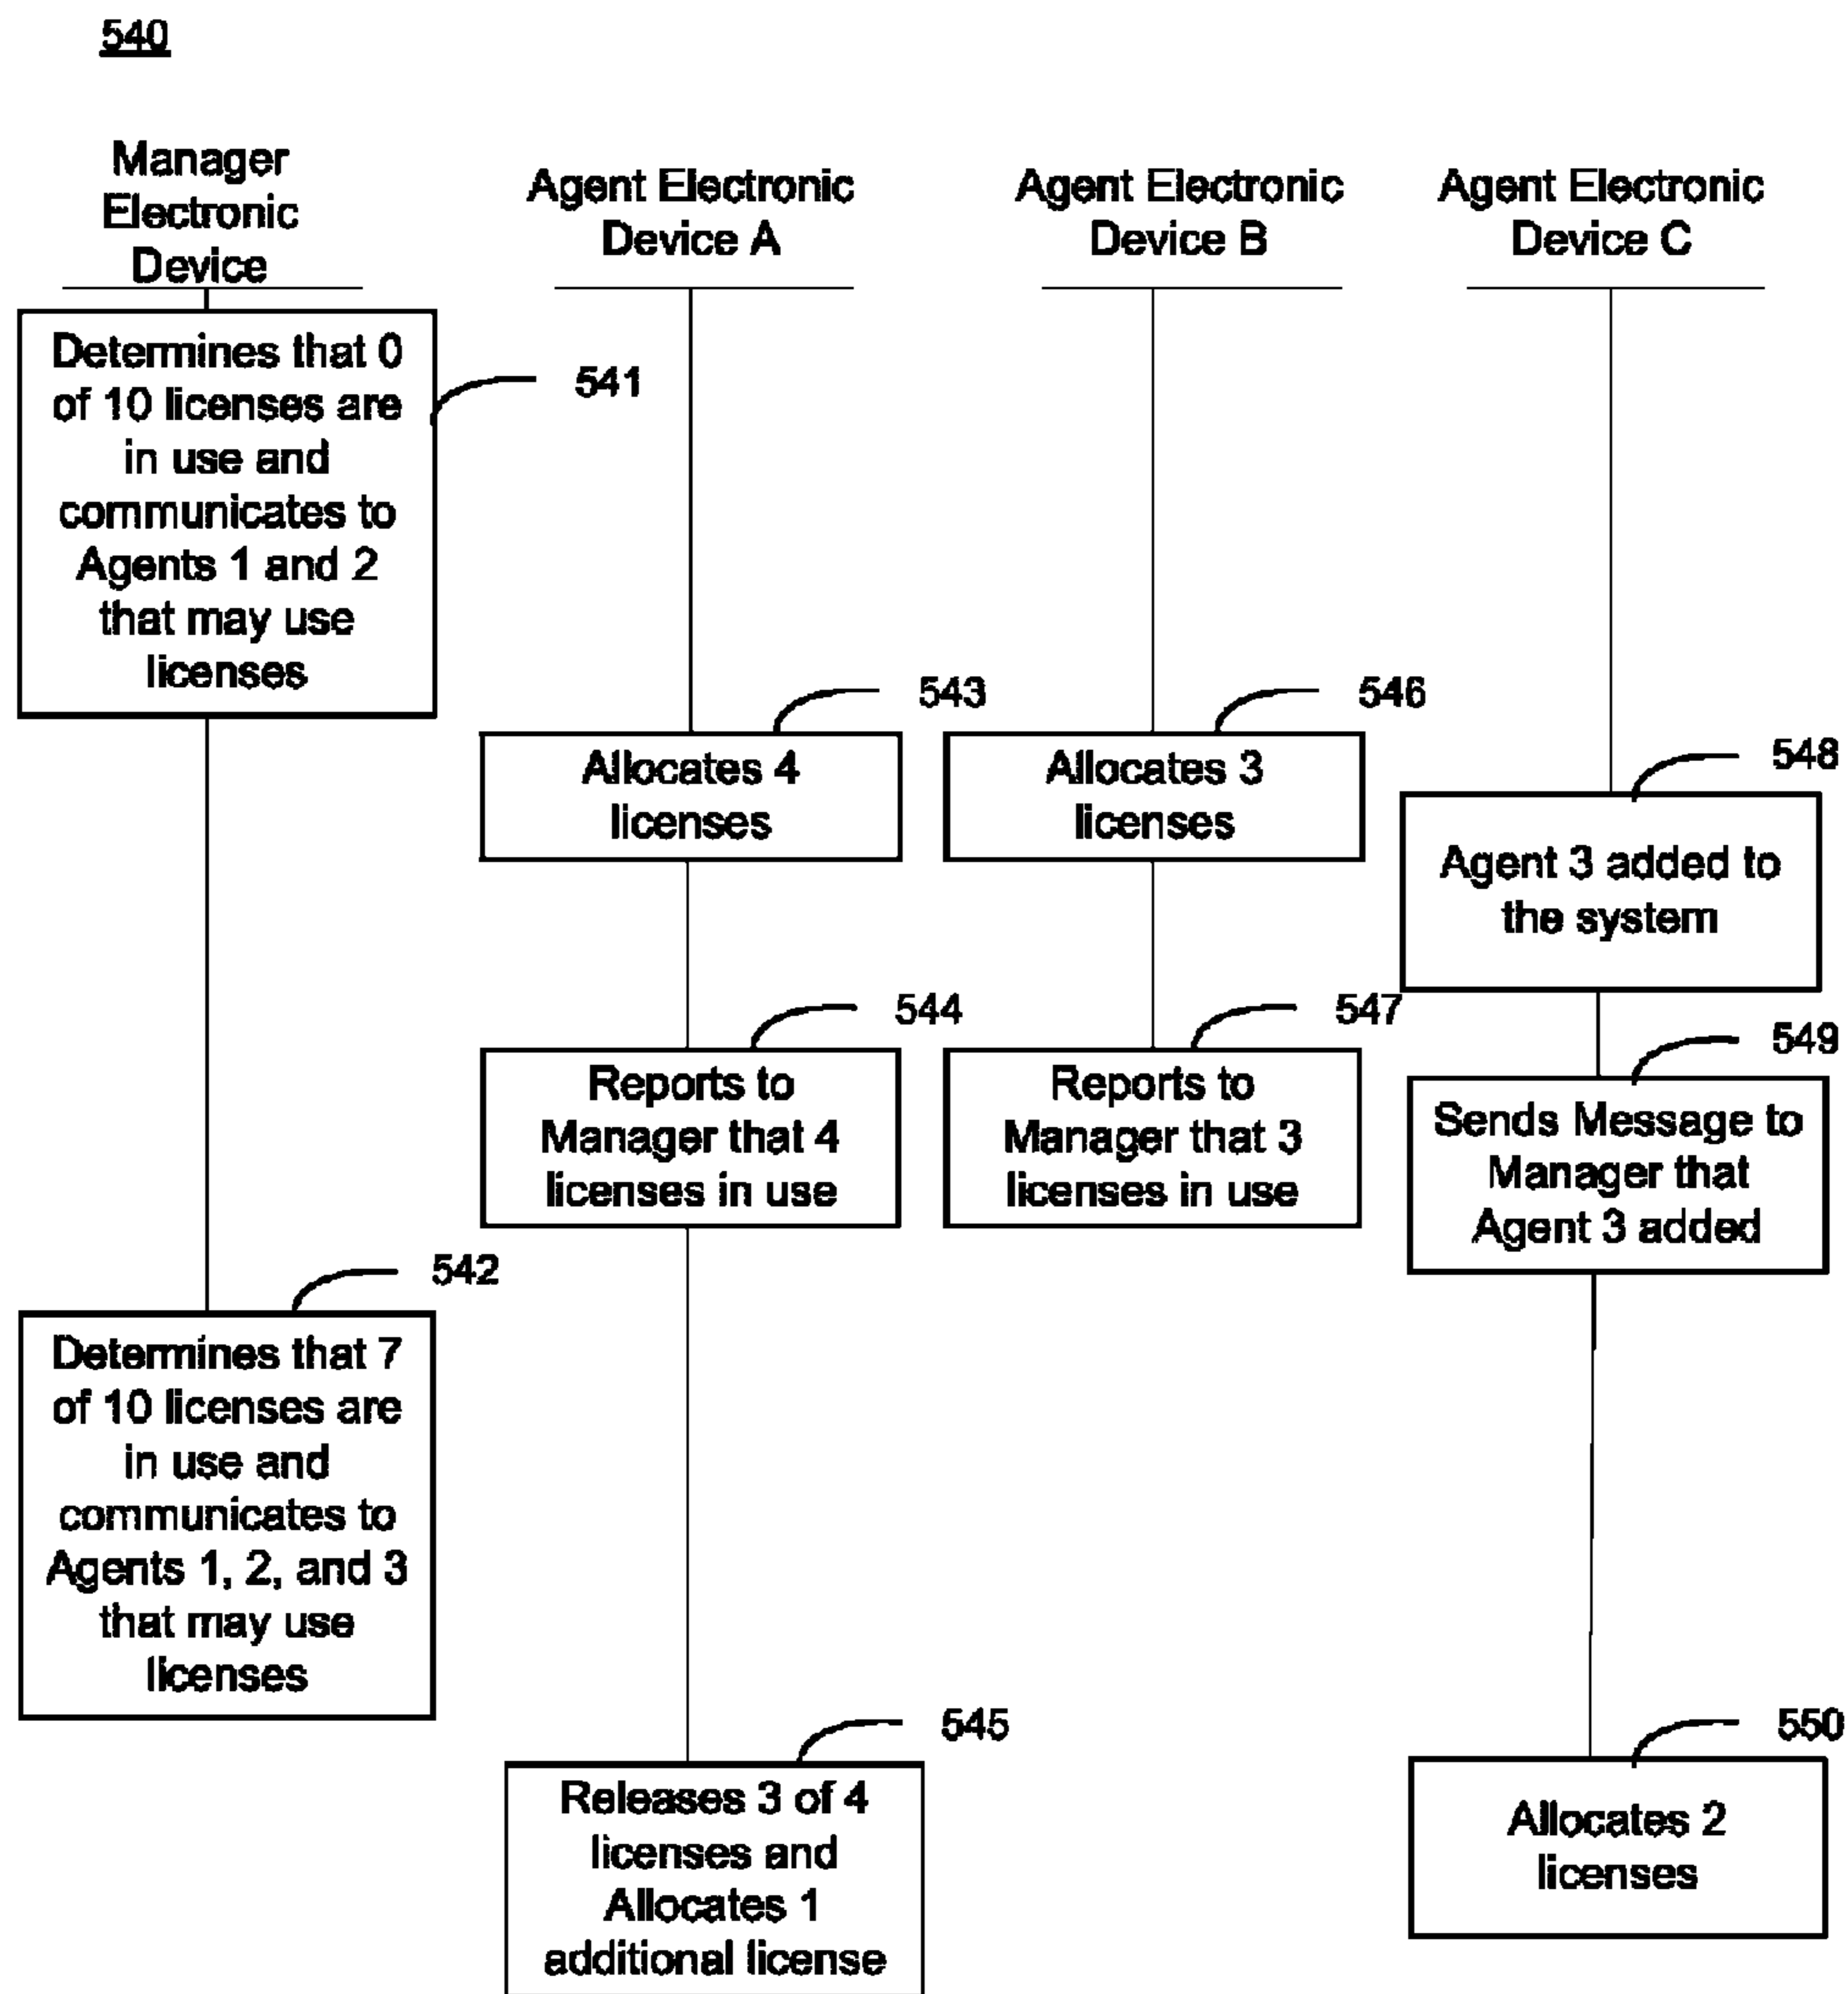 540
Manager
Electronic
Device
Agent Electronic
Device A
Agent Electronic
Device B
Agent Electronic
Device C
Determines that 0
of 10 licenses are
in use and
communicates to
Agents 1 and 2
that may use
licenses
541
543
Allocates 4
licenses
546
Allocates 3
licenses
548
Agent 3 added to
the system
544
Reports to
Manager that 4
licenses in use
547
Reports to
Manager that 3
licenses in use
549
Sends Message to
Manager that
Agent 3 added
542
Determines that 7
of 10 licenses are
in use and
communicates to
Agents 1, 2, and 3
that may use
licenses
545
Releases 3 of 4
licenses and
Allocates 1
additional license
550
Allocates 2
licenses